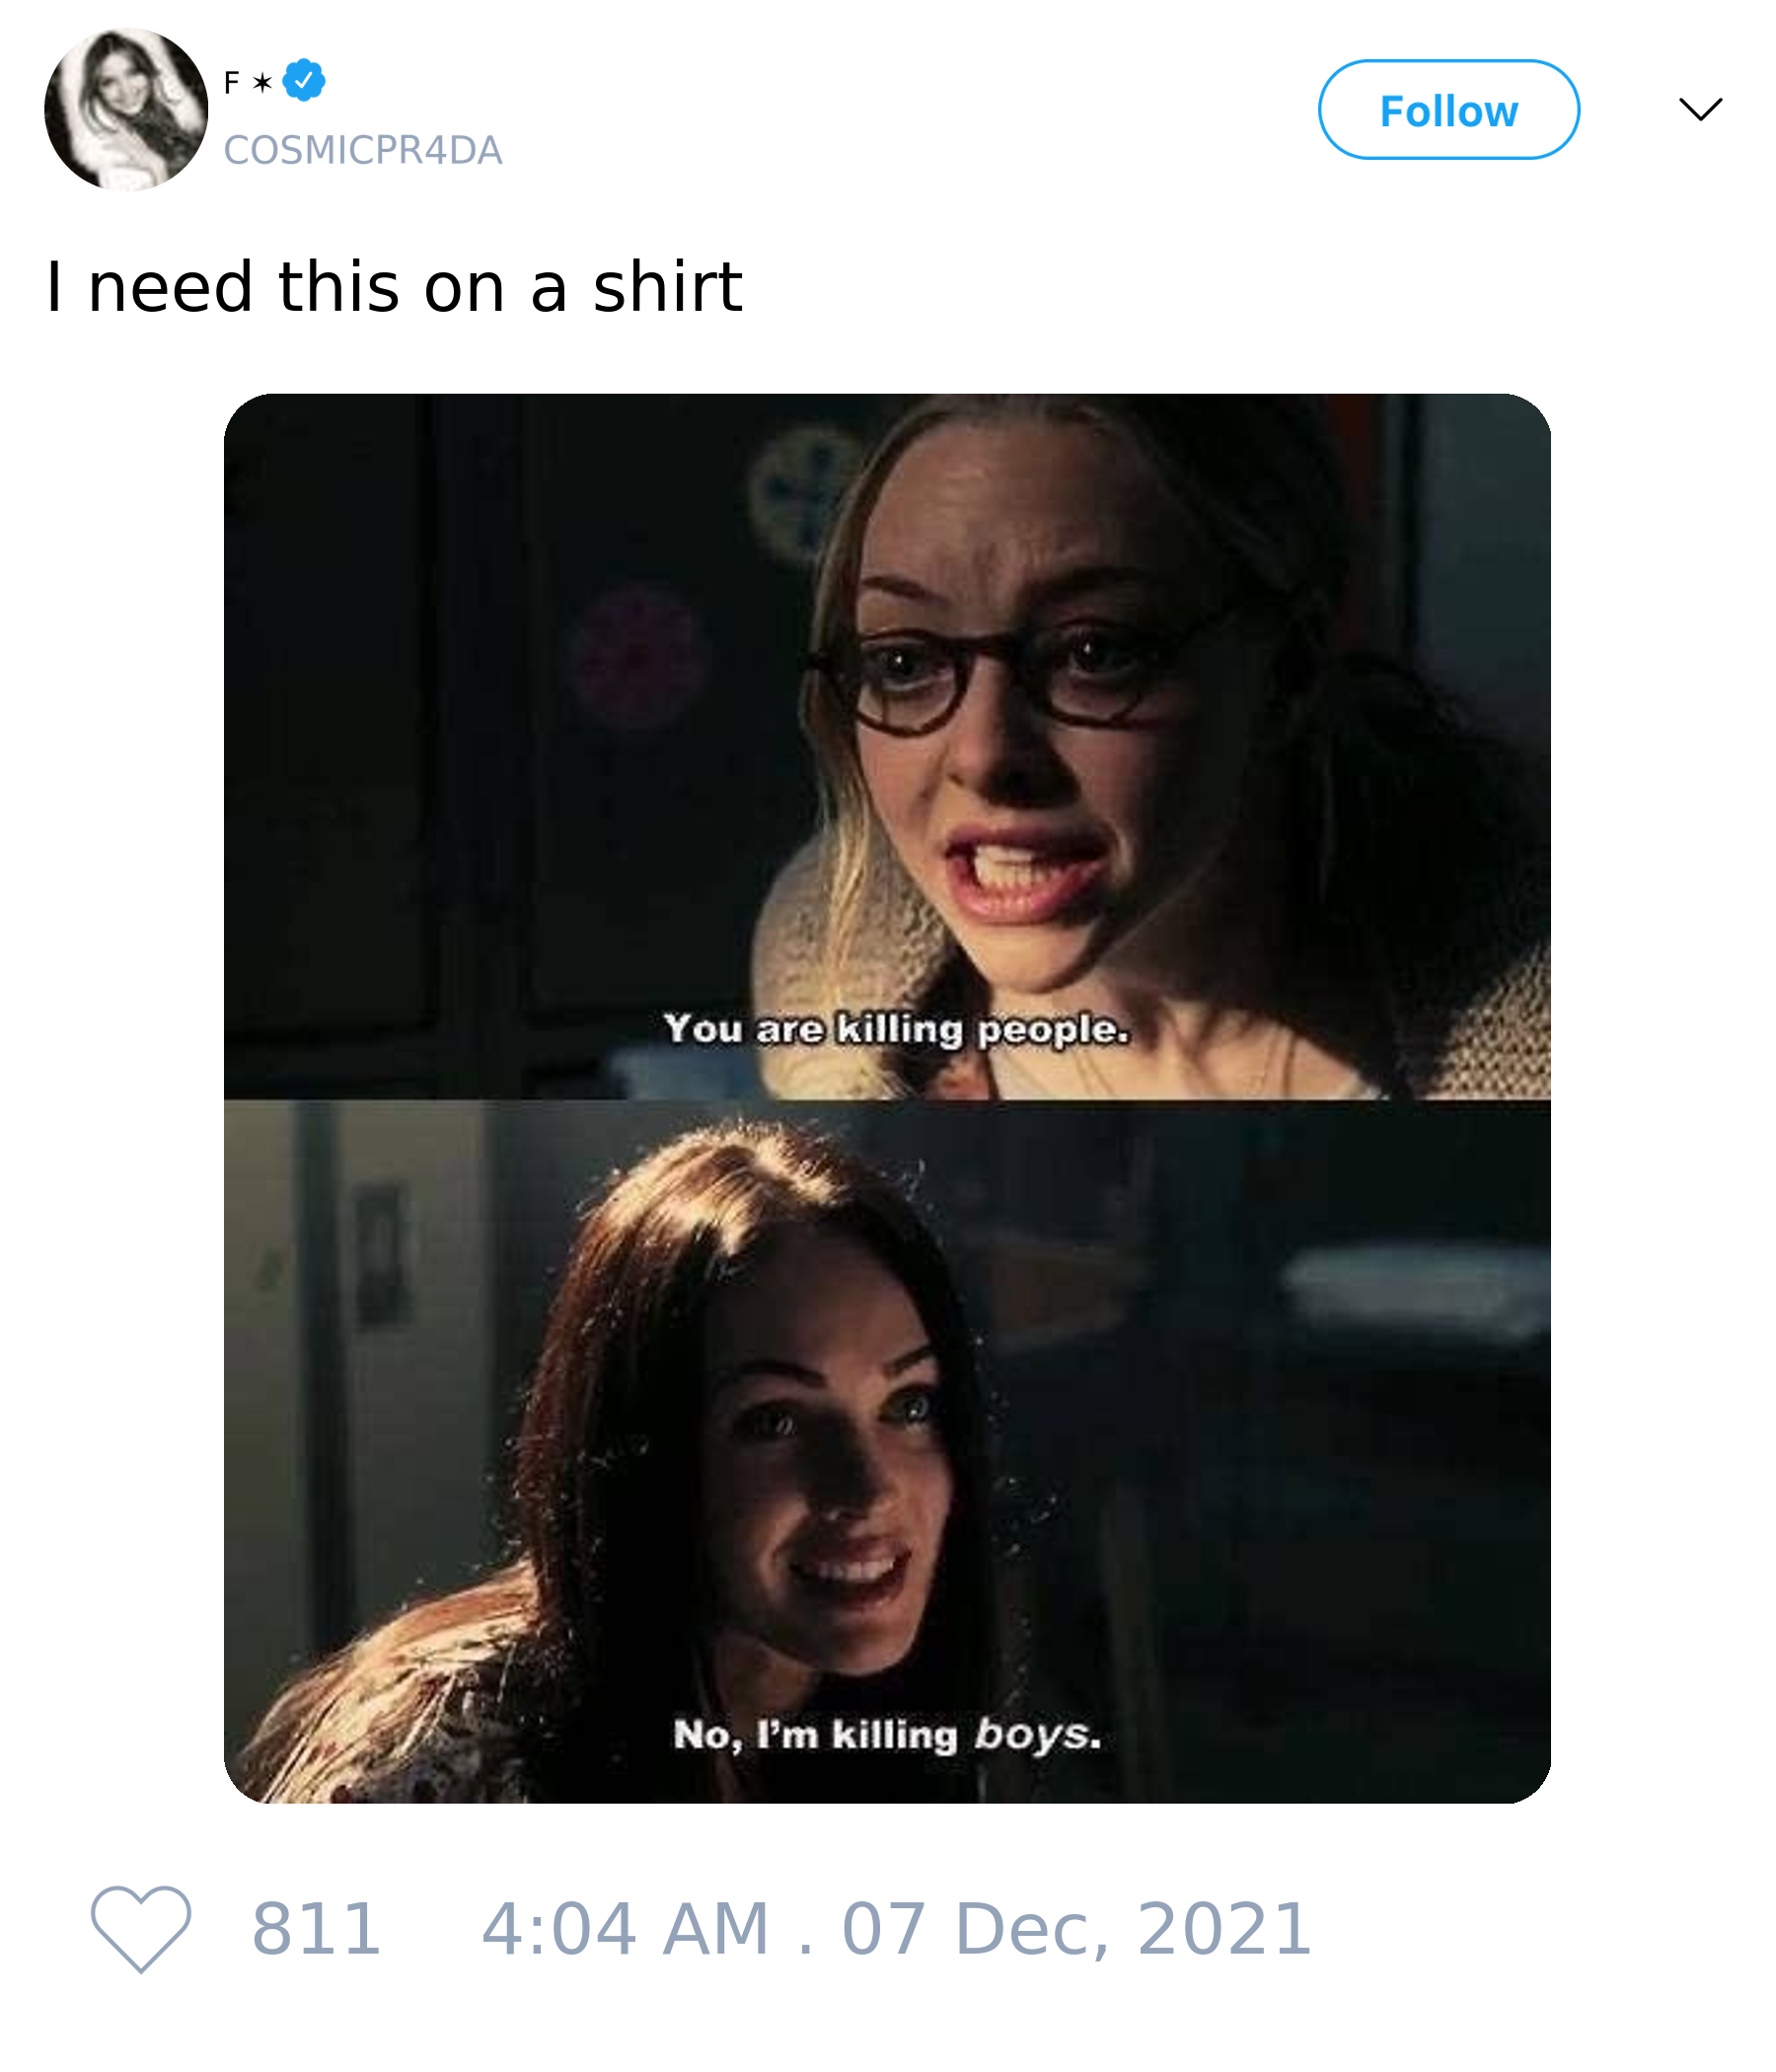 F ✶
COSMICPR4DA
Follow
I need this on a shirt
You are killing people.
No, I'm killing boys.
811 4:04 AM . 07 Dec, 2021